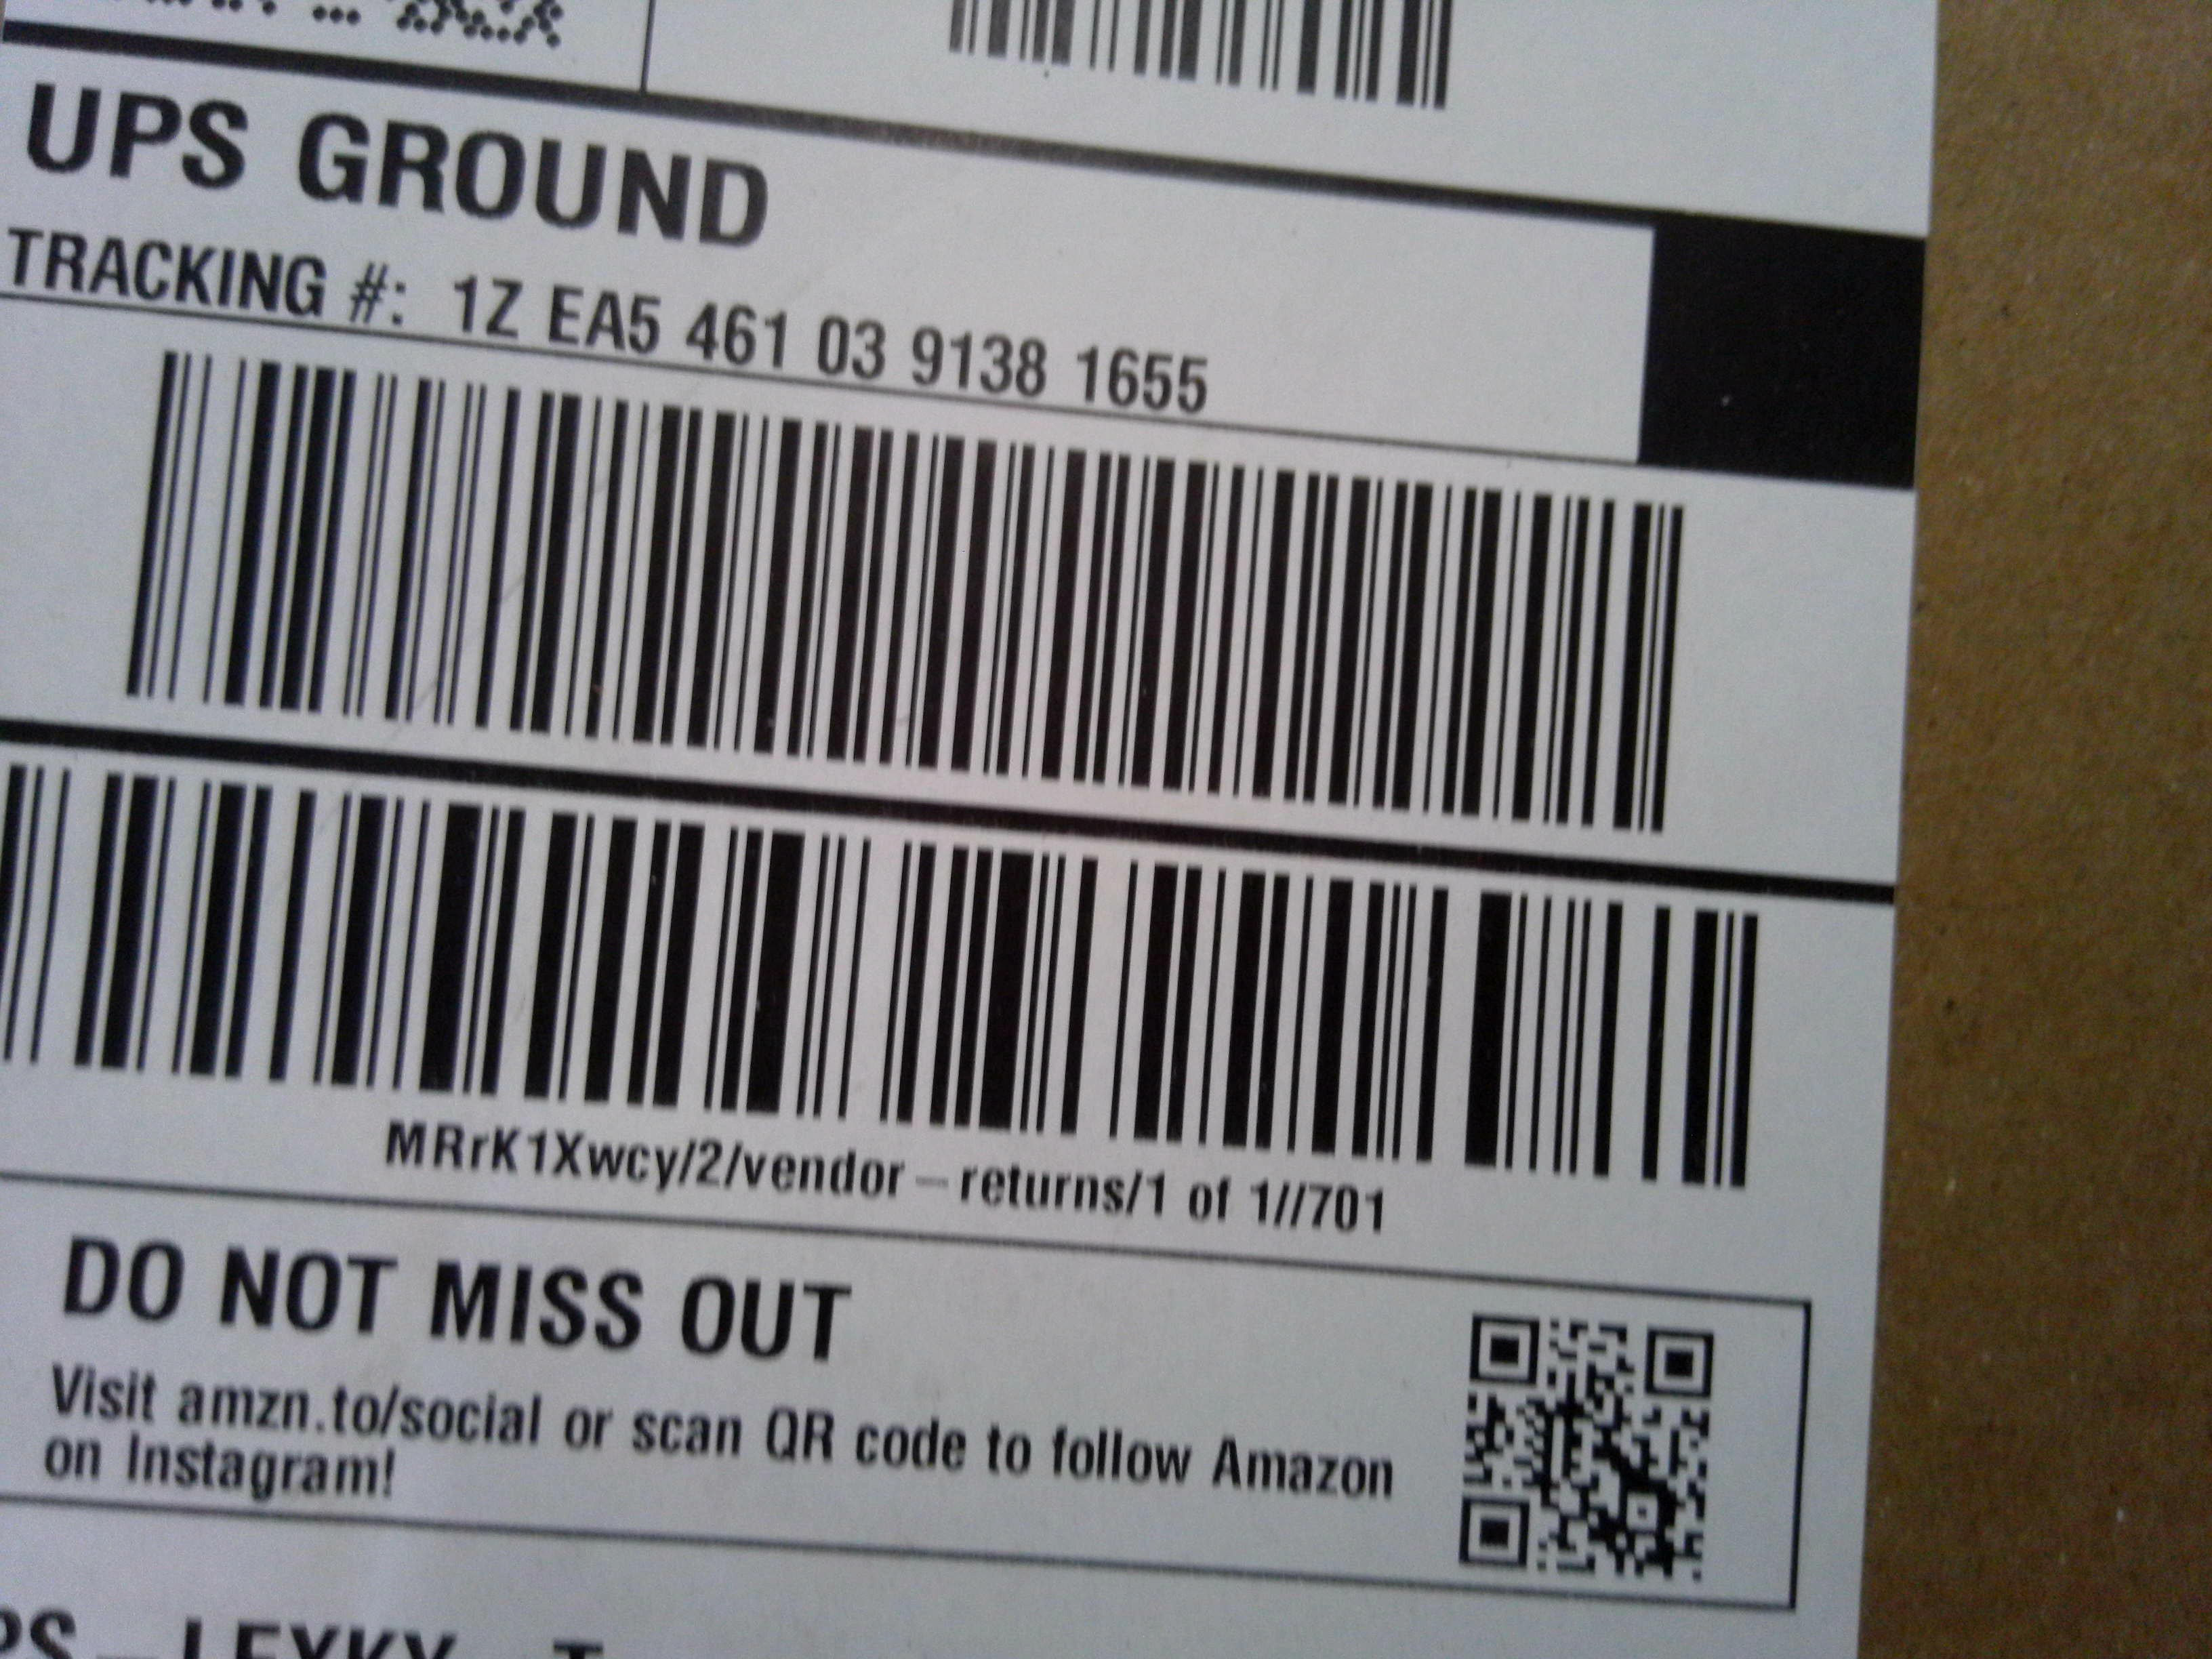 UPS GROUND
TRACKING #: 1Z EA5 461 03 9138 1655
MRrK1Xwcy/2/vendor-returns/1 of 1//701
DO NOT MISS OUT
Visit amzn.to/social or scan QR code to follow Amazon
on Instagram!